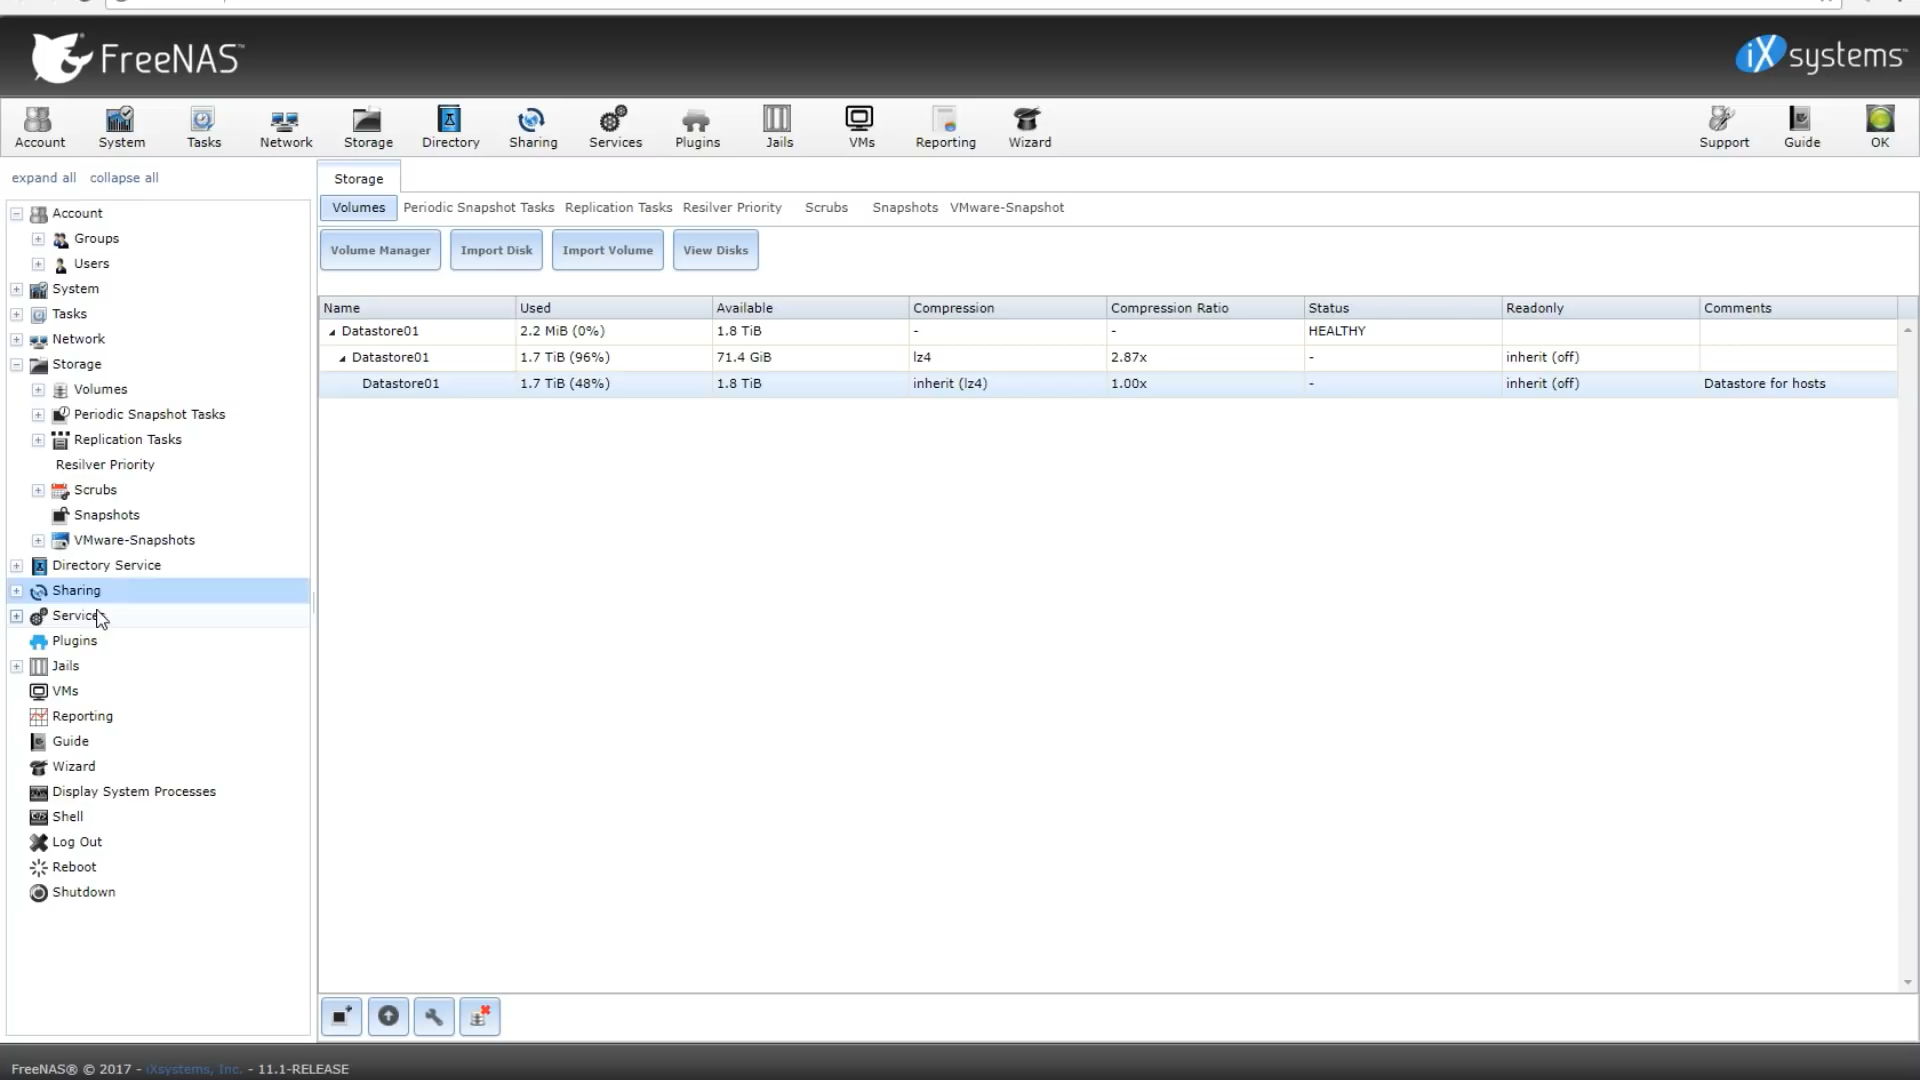 FreeNAS™
iXsystems™
Account System Tasks Network Storage Directory Sharing Services Plugins Jails VMs Reporting Wizard Support Guide OK
expand all collapse all
Account
Groups
Users
System
Tasks
Network
Storage
Volumes
Periodic Snapshot Tasks
Replication Tasks
Resilver Priority
Scrubs
Snapshots
VMware-Snapshots
Directory Service
Sharing
Services
Plugins
Jails
VMs
Reporting
Guide
Wizard
Display System Processes
Shell
Log Out
Reboot
Shutdown
Storage
Volumes Periodic Snapshot Tasks Replication Tasks Resilver Priority Scrubs Snapshots VMware-Snapshot
Volume Manager Import Disk Import Volume View Disks
Name Used Available Compression Compression Ratio Status Readonly Comments
Datastore01 2.2 MiB (0%) 1.8 TiB - - HEALTHY
Datastore01 1.7 TiB (96%) 71.4 GiB lz4 2.87x - inherit (off)
Datastore01 1.7 TiB (48%) 1.8 TiB inherit (lz4) 1.00x - inherit (off) Datastore for hosts
FreeNAS® © 2017 - iXsystems, Inc. - 11.1-RELEASE